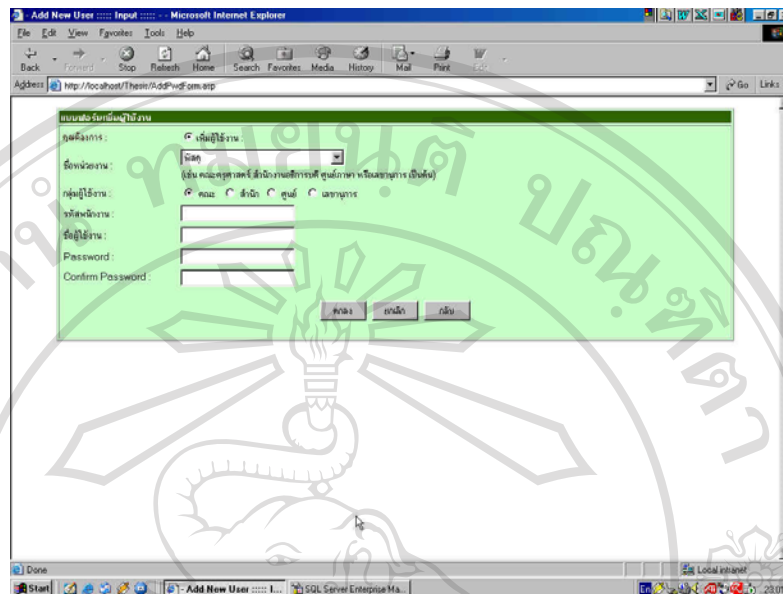 - Add New User ::::: Input ::::: - - Microsoft Internet Explorer
File Edit View Favorites Tools Help
Back Forward Stop Refresh Home Search Favorites Media History Mail Print Edit
Address http://localhost/Thesis/AddPwdForm.asp Go Links
แบบฟอร์มเพิ่มผู้ใช้งาน
คุณต้องการ : เพิ่มผู้ใช้งาน
ชื่อหน่วยงาน : พัสดุ
(เช่น คณะครุศาสตร์ สำนักงานอธิการบดี ศูนย์ภาษา หรือเลขานุการ เป็นต้น)
กลุ่มผู้ใช้งาน : คณะ สำนัก ศูนย์ เลขานุการ
รหัสพนักงาน :
ชื่อผู้ใช้งาน :
Password :
Confirm Password :
ตกลง ยกเลิก กลับ
Done Local intranet
Start - Add New User ::::: I... SQL Server Enterprise Ma... En